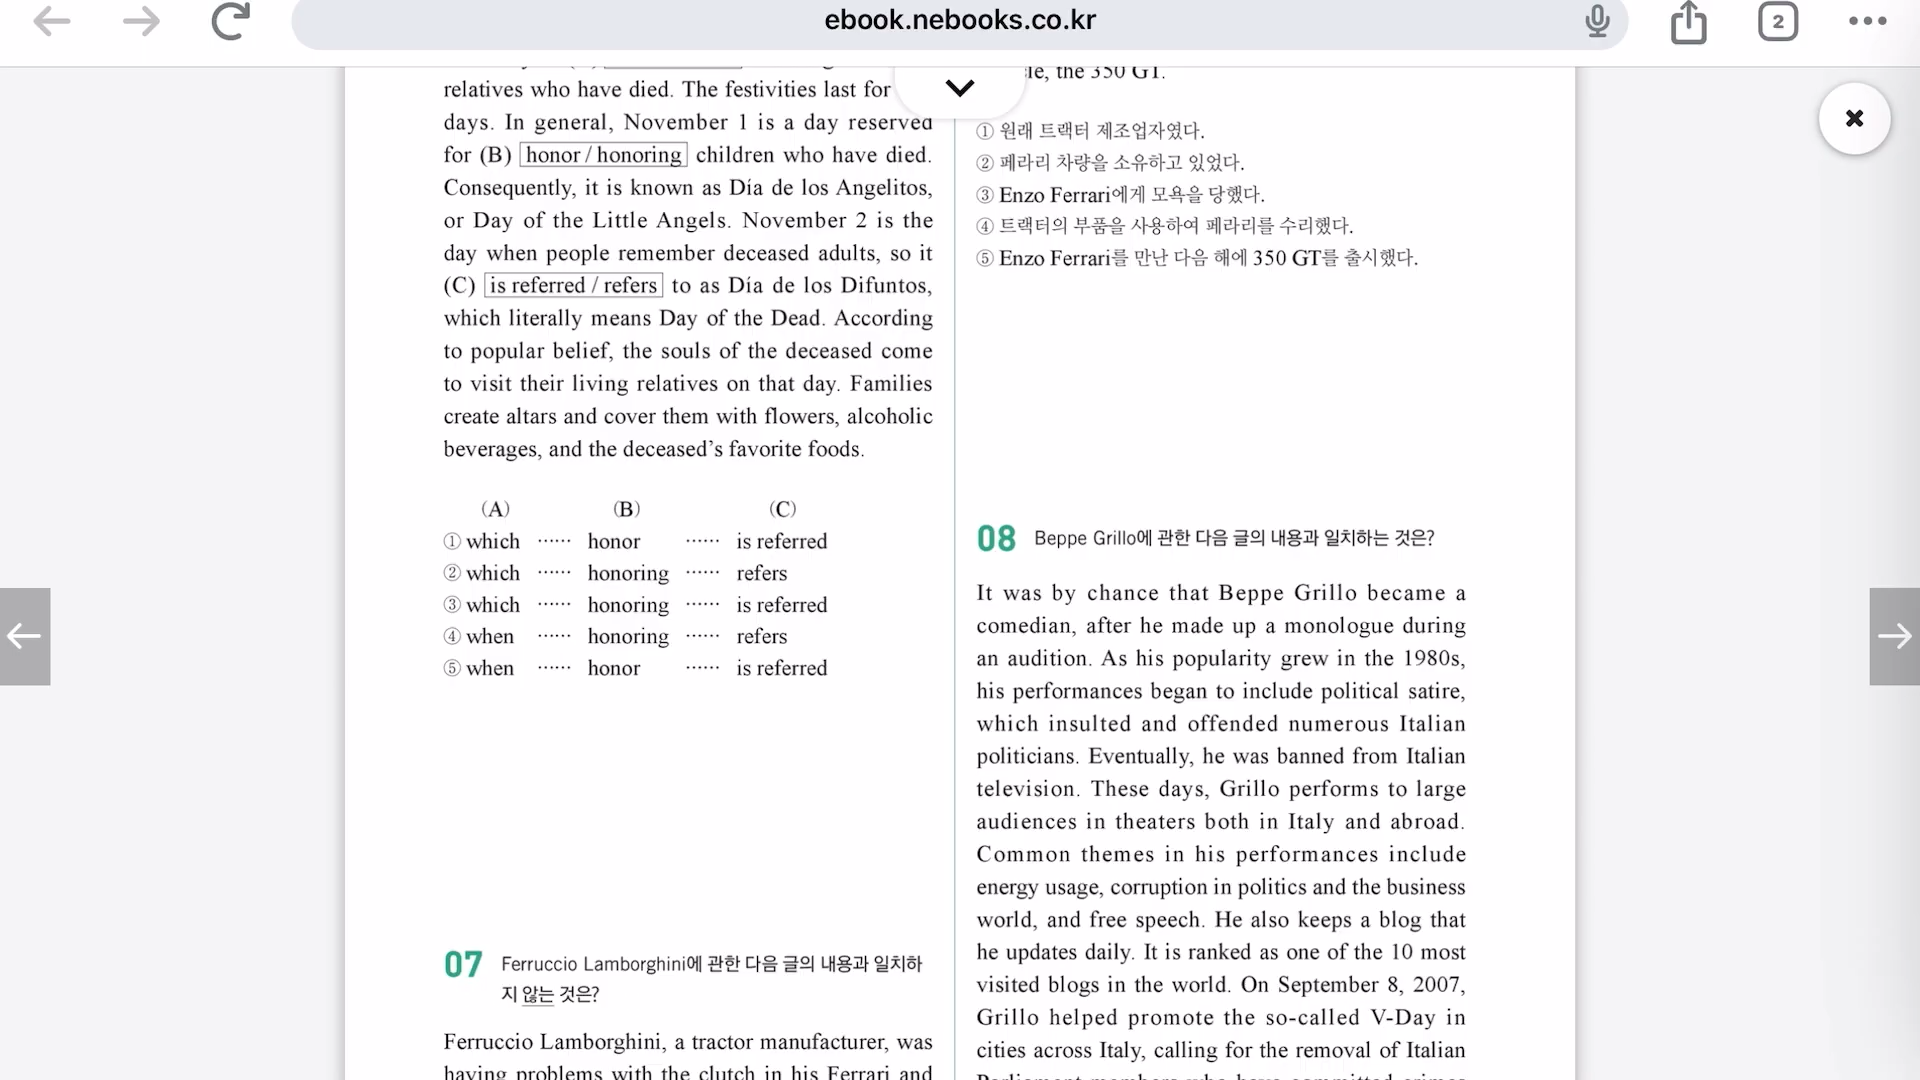 ebook.nebooks.co.kr
2
relatives who have died. The festivities last for
days. In general, November 1 is a day reserved
for (B) honor / honoring children who have died.
Consequently, it is known as Día de los Angelitos,
or Day of the Little Angels. November 2 is the
day when people remember deceased adults, so it
(C) is referred / refers to as Día de los Difuntos,
which literally means Day of the Dead. According
to popular belief, the souls of the deceased come
to visit their living relatives on that day. Families
create altars and cover them with flowers, alcoholic
beverages, and the deceased's favorite foods.
(A) (B) (C)
① which ······ honor ······ is referred
② which ······ honoring ······ refers
③ which ······ honoring ······ is referred
④ when ······ honoring ······ refers
⑤ when ······ honor ······ is referred
07 Ferruccio Lamborghini에 관한 다음 글의 내용과 일치하
지 않는 것은?
Ferruccio Lamborghini, a tractor manufacturer, was
having problems with the clutch in his Ferrari and
the 350 GT.
① 원래 트랙터 제조업자였다.
② 페라리 차량을 소유하고 있었다.
③ Enzo Ferrari에게 모욕을 당했다.
④ 트랙터의 부품을 사용하여 페라리를 수리했다.
⑤ Enzo Ferrari를 만난 다음 해에 350 GT를 출시했다.
08 Beppe Grillo에 관한 다음 글의 내용과 일치하는 것은?
It was by chance that Beppe Grillo became a
comedian, after he made up a monologue during
an audition. As his popularity grew in the 1980s,
his performances began to include political satire,
which insulted and offended numerous Italian
politicians. Eventually, he was banned from Italian
television. These days, Grillo performs to large
audiences in theaters both in Italy and abroad.
Common themes in his performances include
energy usage, corruption in politics and the business
world, and free speech. He also keeps a blog that
he updates daily. It is ranked as one of the 10 most
visited blogs in the world. On September 8, 2007,
Grillo helped promote the so-called V-Day in
cities across Italy, calling for the removal of Italian
Parliament members who have committed crimes